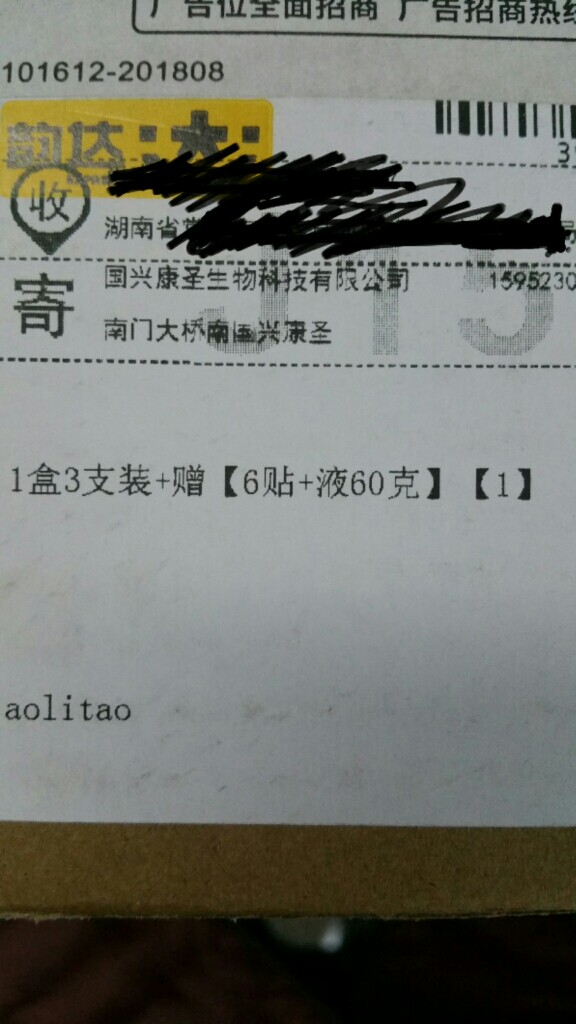 广告位全面招商 广告招商热线
101612-201808
韵达
收
湖南省
寄
国兴康圣生物科技有限公司 1595230
南门大桥南国兴康圣
315
1盒3支装+赠【6贴+液60克】【1】
aolitao